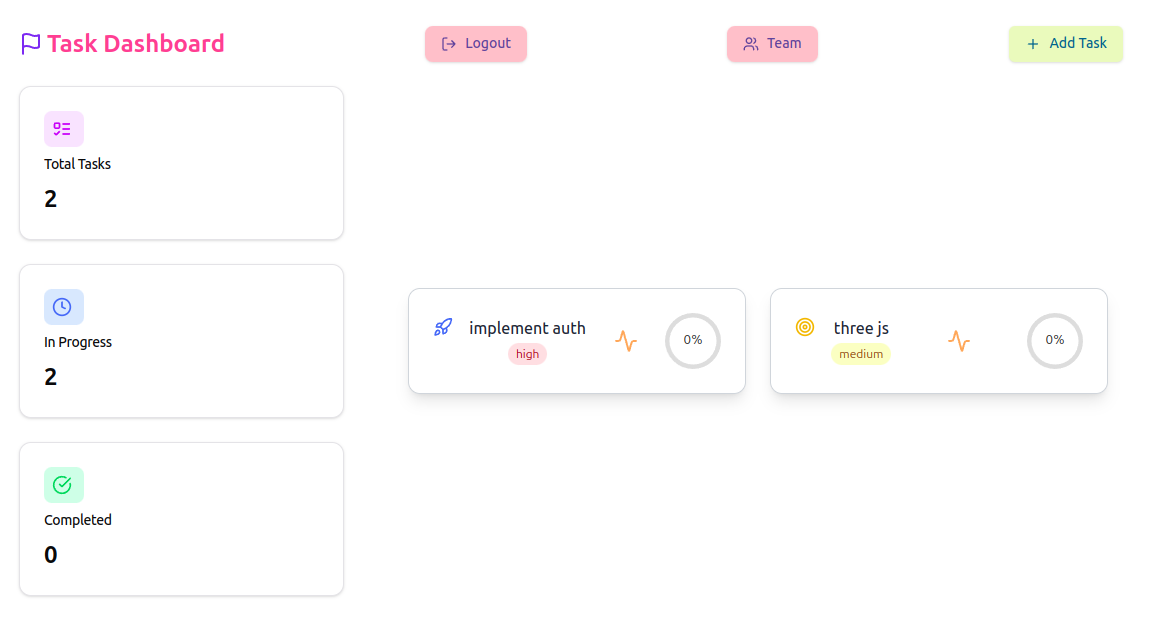 Task Dashboard
Logout
Team
Add Task
Total Tasks
2
In Progress
2
Completed
0
implement auth
high
0%
three js
medium
0%